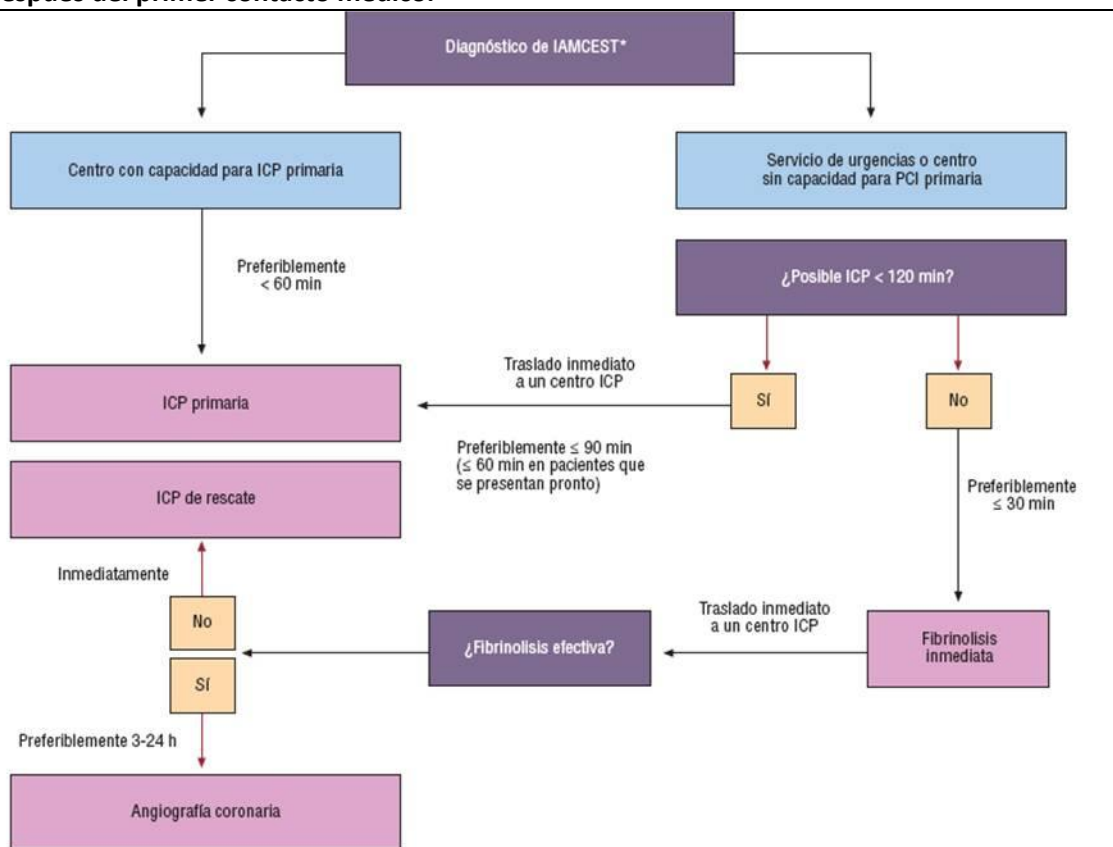 después del primer contacto médico.
Diagnóstico de IAMCEST*
Centro con capacidad para ICP primaria
Servicio de urgencias o centro
sin capacidad para PCI primaria
Preferiblemente
< 60 min
¿Posible ICP < 120 min?
Traslado inmediato
a un centro ICP
Sí
No
ICP primaria
Preferiblemente ≤ 90 min
(≤ 60 min en pacientes que
se presentan pronto)
ICP de rescate
Preferiblemente
≤ 30 min
Inmediatamente
No
Traslado inmediato
a un centro ICP
¿Fibrinolisis efectiva?
Fibrinolisis
inmediata
Sí
Preferiblemente 3-24 h
Angiografía coronaria